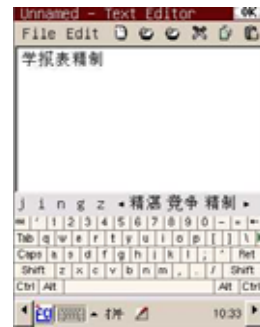 Unnamed - Text Editor OK
File Edit
学报表精制
j i n g z 精湛 竞争 精制
1 2 3 4 5 6 7 8 9 0 - =
Tab q w e r t y u i o p [ ] \
Caps a s d f g h j k l ; ' Ret
Shift z x c v b n m , . / Shift
Ctrl Alt Alt Ctrl
10:33